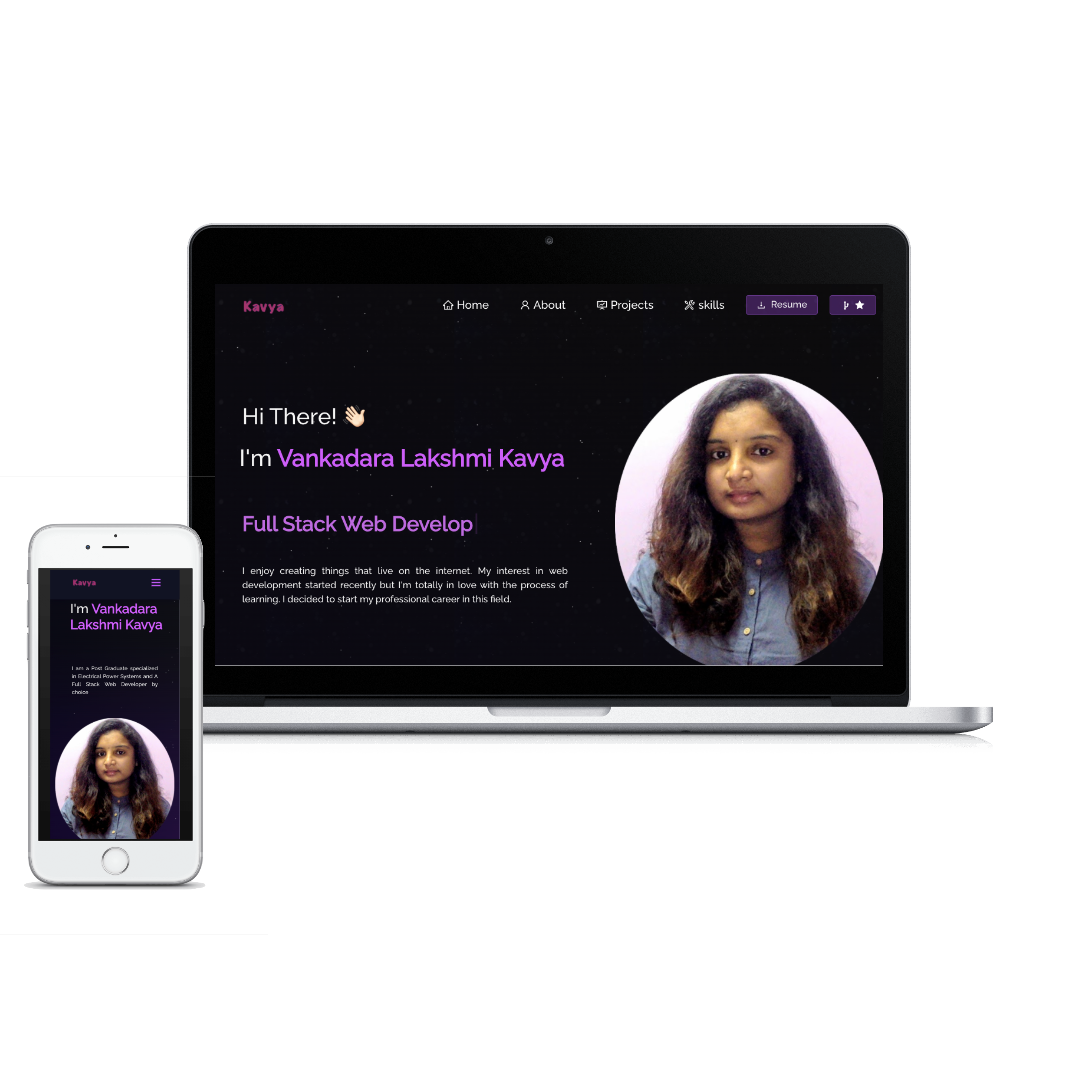 Kavya
Home
About
Projects
skills
Resume
Hi There! 👋🏻
I'm Vankadara Lakshmi Kavya
Full Stack Web Develop
I enjoy creating things that live on the internet. My interest in web
development started recently but I'm totally in love with the process of
learning. I decided to start my professional career in this field.
Kavya
I'm Vankadara
Lakshmi Kavya
I am a Post Graduate specialized
in Electrical Power Systems and A
Full Stack Web Developer by
choice